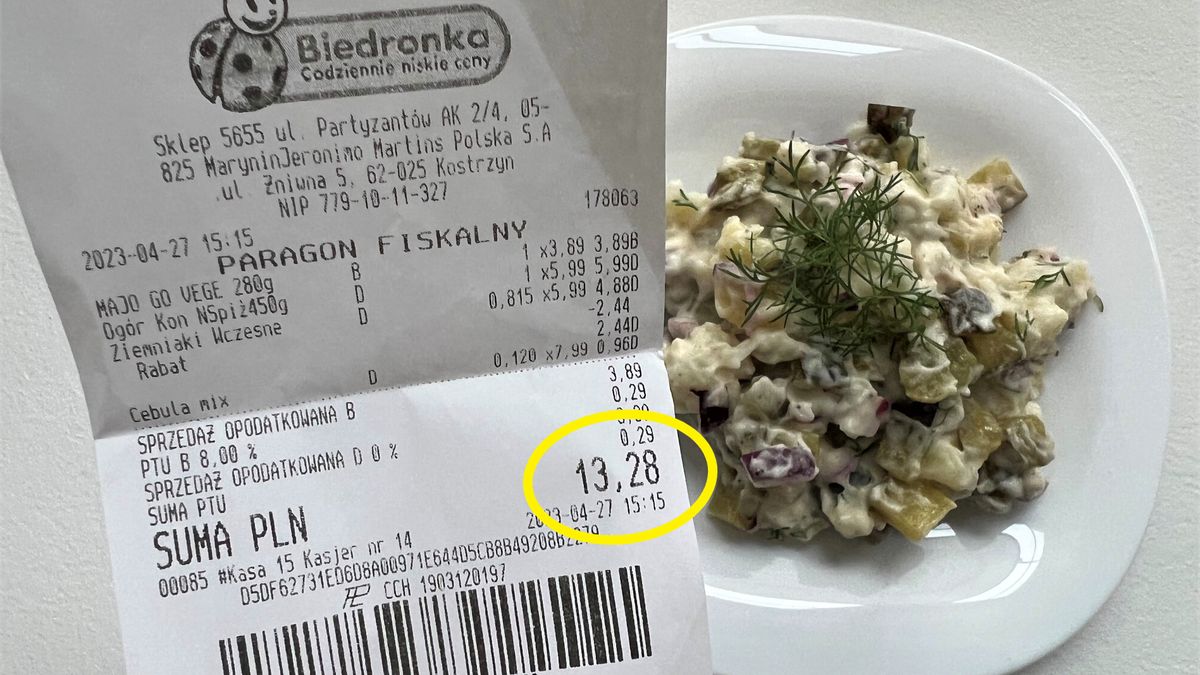 Biedronka
Codziennie niskie ceny
Sklep 5655 ul. Partyzantów AK 2/4, 05-
825 MaryninJeronimo Martins Polska S.A
.ul. Żniwna 5, 62-025 Kostrzyn
NIP 779-10-11-327
2023-04-27 15:15 178063
PARAGON FISKALNY
MAJO GO VEGE 280g B 1 x3,89 3,89B
Ogór Kon NSpiż450g D 1 x5,99 5,99D
Ziemniaki Wczesne D 0,815 x5,99 4,88D
Rabat -2,44
2,44D
Cebula mix D 0,120 x7,99 0,96D
SPRZEDAŻ OPODATKOWANA B 3,89
PTU B 8,00 % 0,29
SPRZEDAŻ OPODATKOWANA D 0 %
SUMA PTU 0,29
SUMA PLN 13,28
00085 #Kasa 15 Kasjer nr 14 2023-04-27 15:15
CCH 1903120197